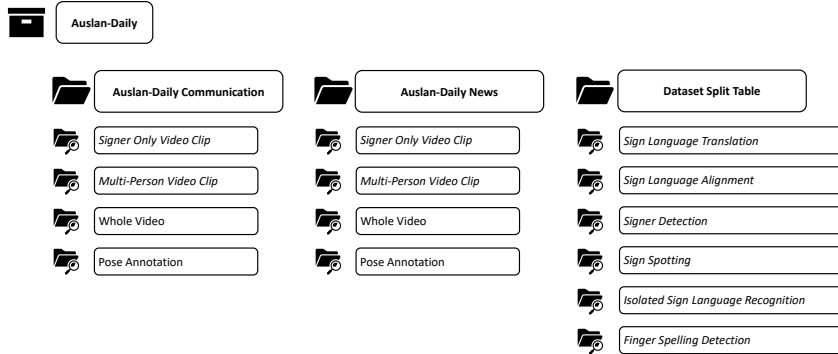 Auslan-Daily
Auslan-Daily Communication
Signer Only Video Clip
Multi-Person Video Clip
Whole Video
Pose Annotation
Auslan-Daily News
Signer Only Video Clip
Multi-Person Video Clip
Whole Video
Pose Annotation
Dataset Split Table
Sign Language Translation
Sign Language Alignment
Signer Detection
Sign Spotting
Isolated Sign Language Recognition
Finger Spelling Detection